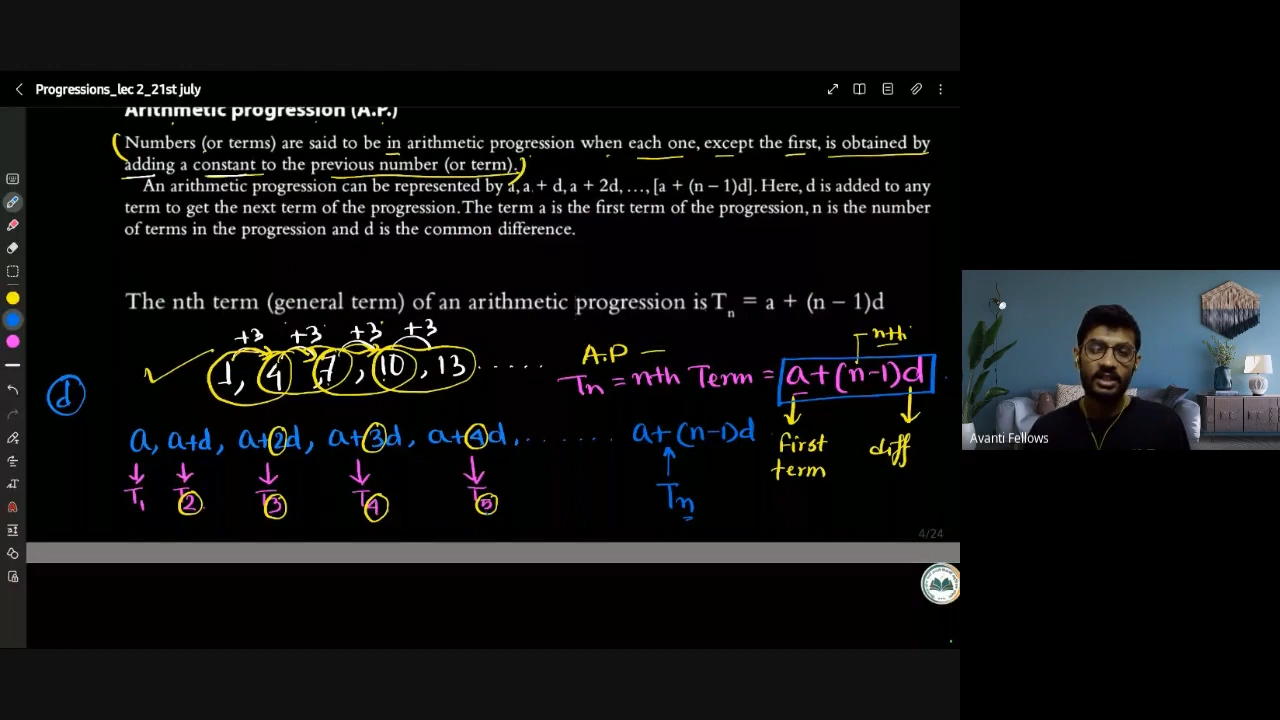 Progressions_lec 2_21st july
Arithmetic progression (A.P.)
Numbers (or terms) are said to be in arithmetic progression when each one, except the first, is obtained by
adding a constant to the previous number (or term).
An arithmetic progression can be represented by a, a + d, a + 2d, …, [a + (n − 1)d]. Here, d is added to any
term to get the next term of the progression. The term a is the first term of the progression, n is the number
of terms in the progression and d is the common difference.
The nth term (general term) of an arithmetic progression is Tn = a + (n − 1)d
+3 +3 +3 +3
1, 4, 7, 10, 13 ......
A.P —
nth
Tn = nth Term = a+(n-1)d
first term
diff
d
a, a+d, a+2d, a+3d, a+4d, ........ a+(n-1)d
T1 T2 T3 T4 T5 Tn
4/24
Avanti Fellows